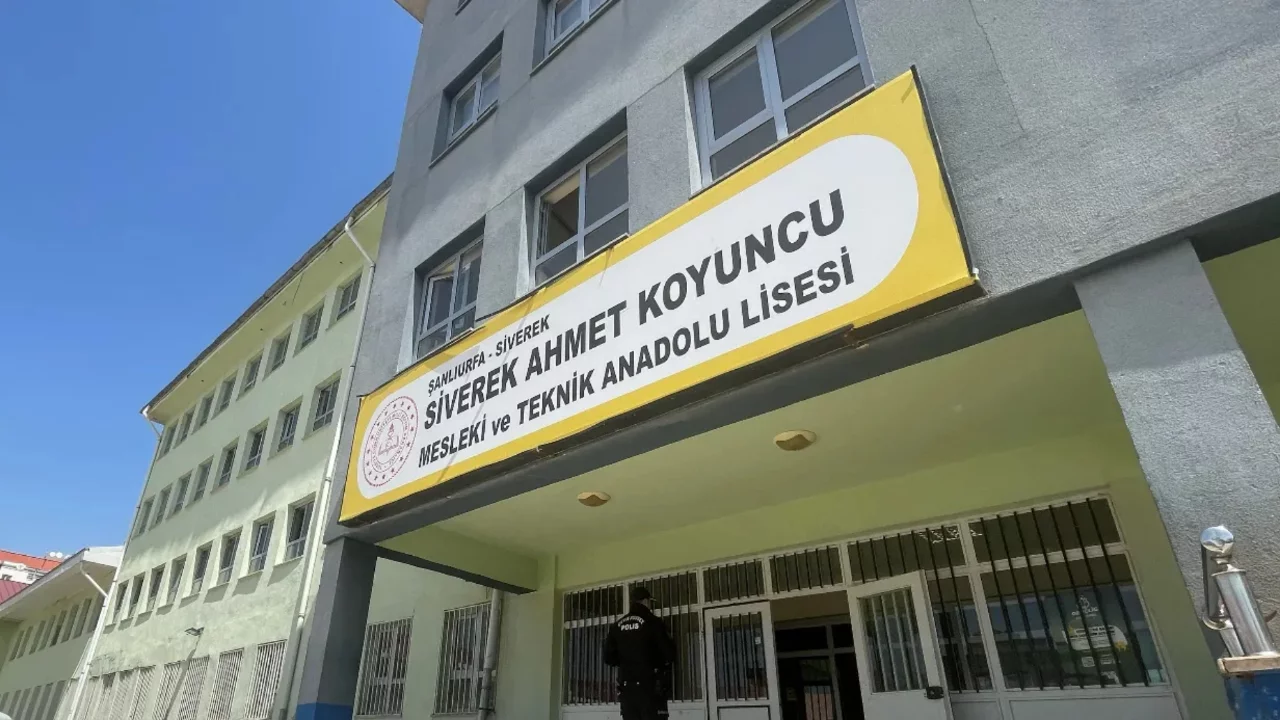 ŞANLIURFA - SİVEREK
SİVEREK AHMET KOYUNCU
MESLEKİ ve TEKNİK ANADOLU LİSESİ
POLİS